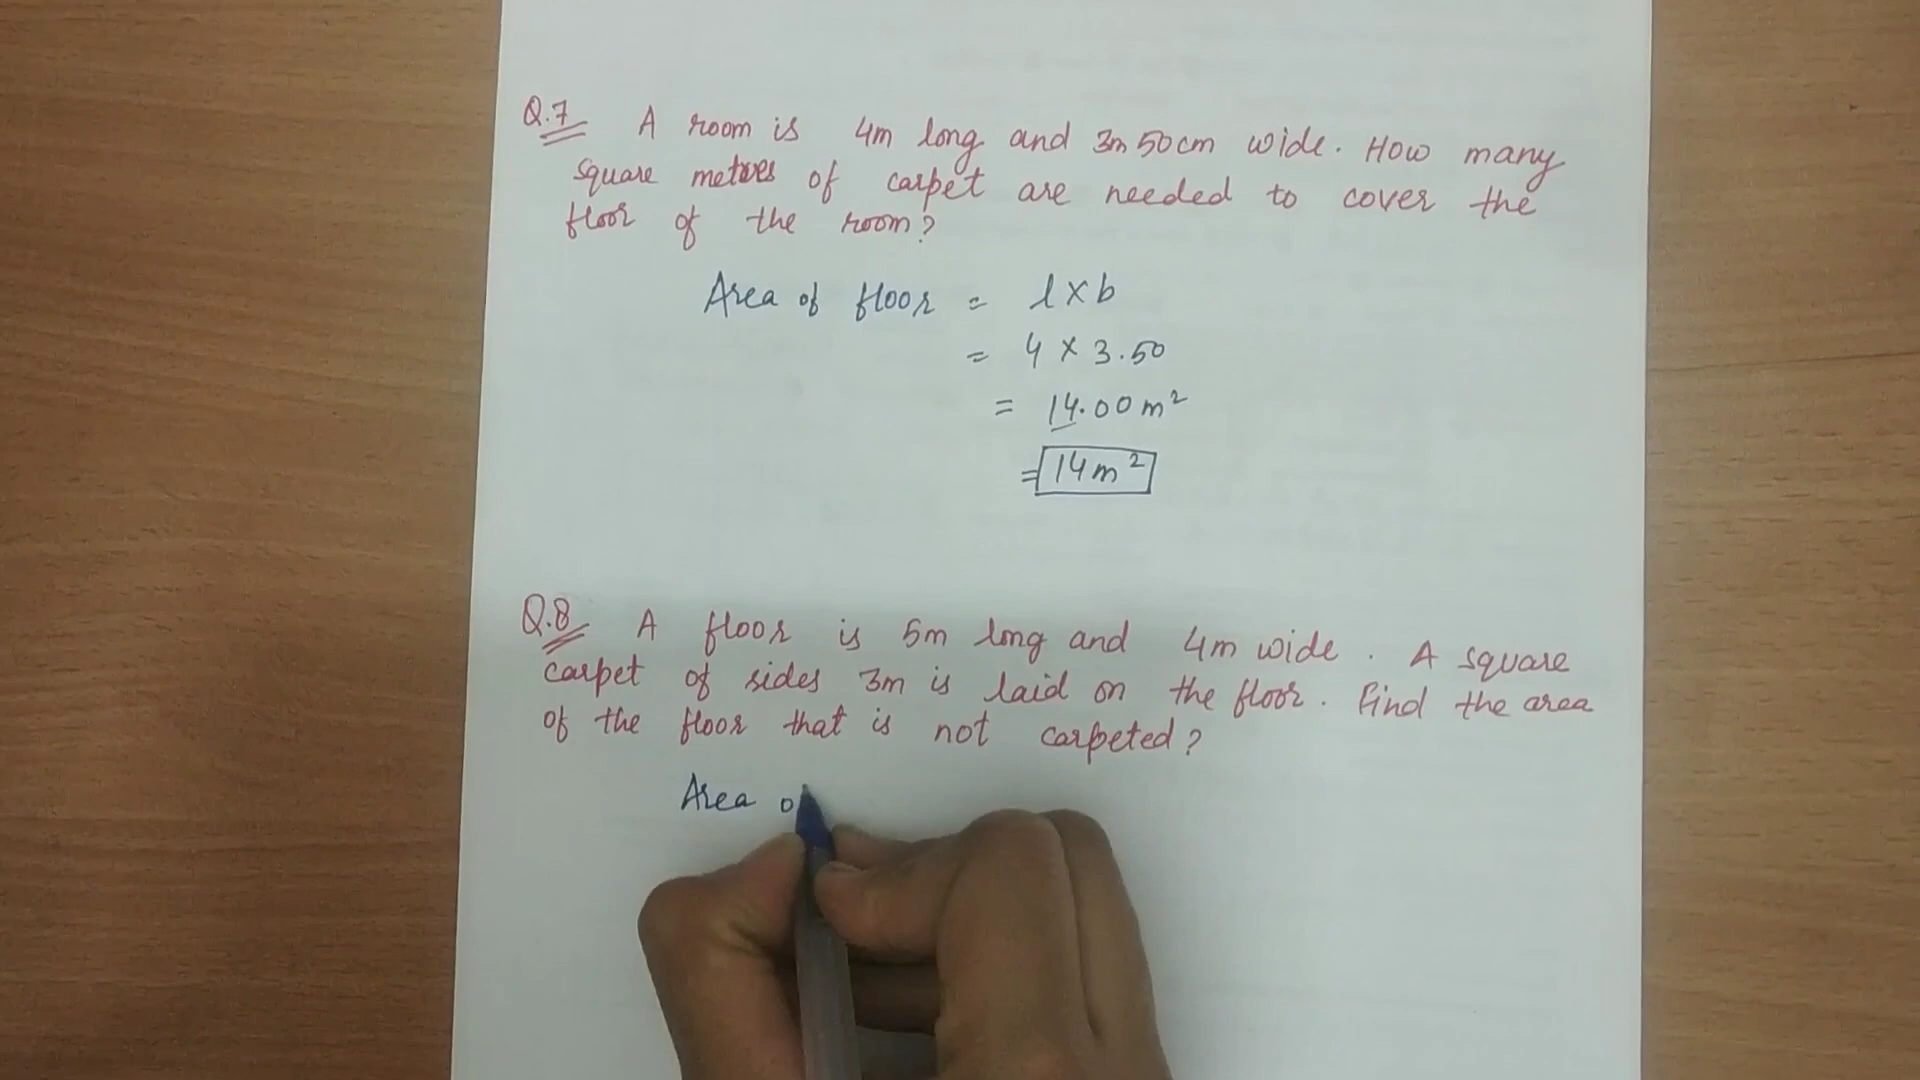 Q.7 A room is 4m long and 3m 50cm wide. How many
square metres of carpet are needed to cover the
floor of the room?
Area of floor = l x b
= 4 x 3.50
= 14.00 m²
= 14m²
Q.8 A floor is 5m long and 4m wide. A square
carpet of sides 3m is laid on the floor. Find the area
of the floor that is not carpeted?
Area o